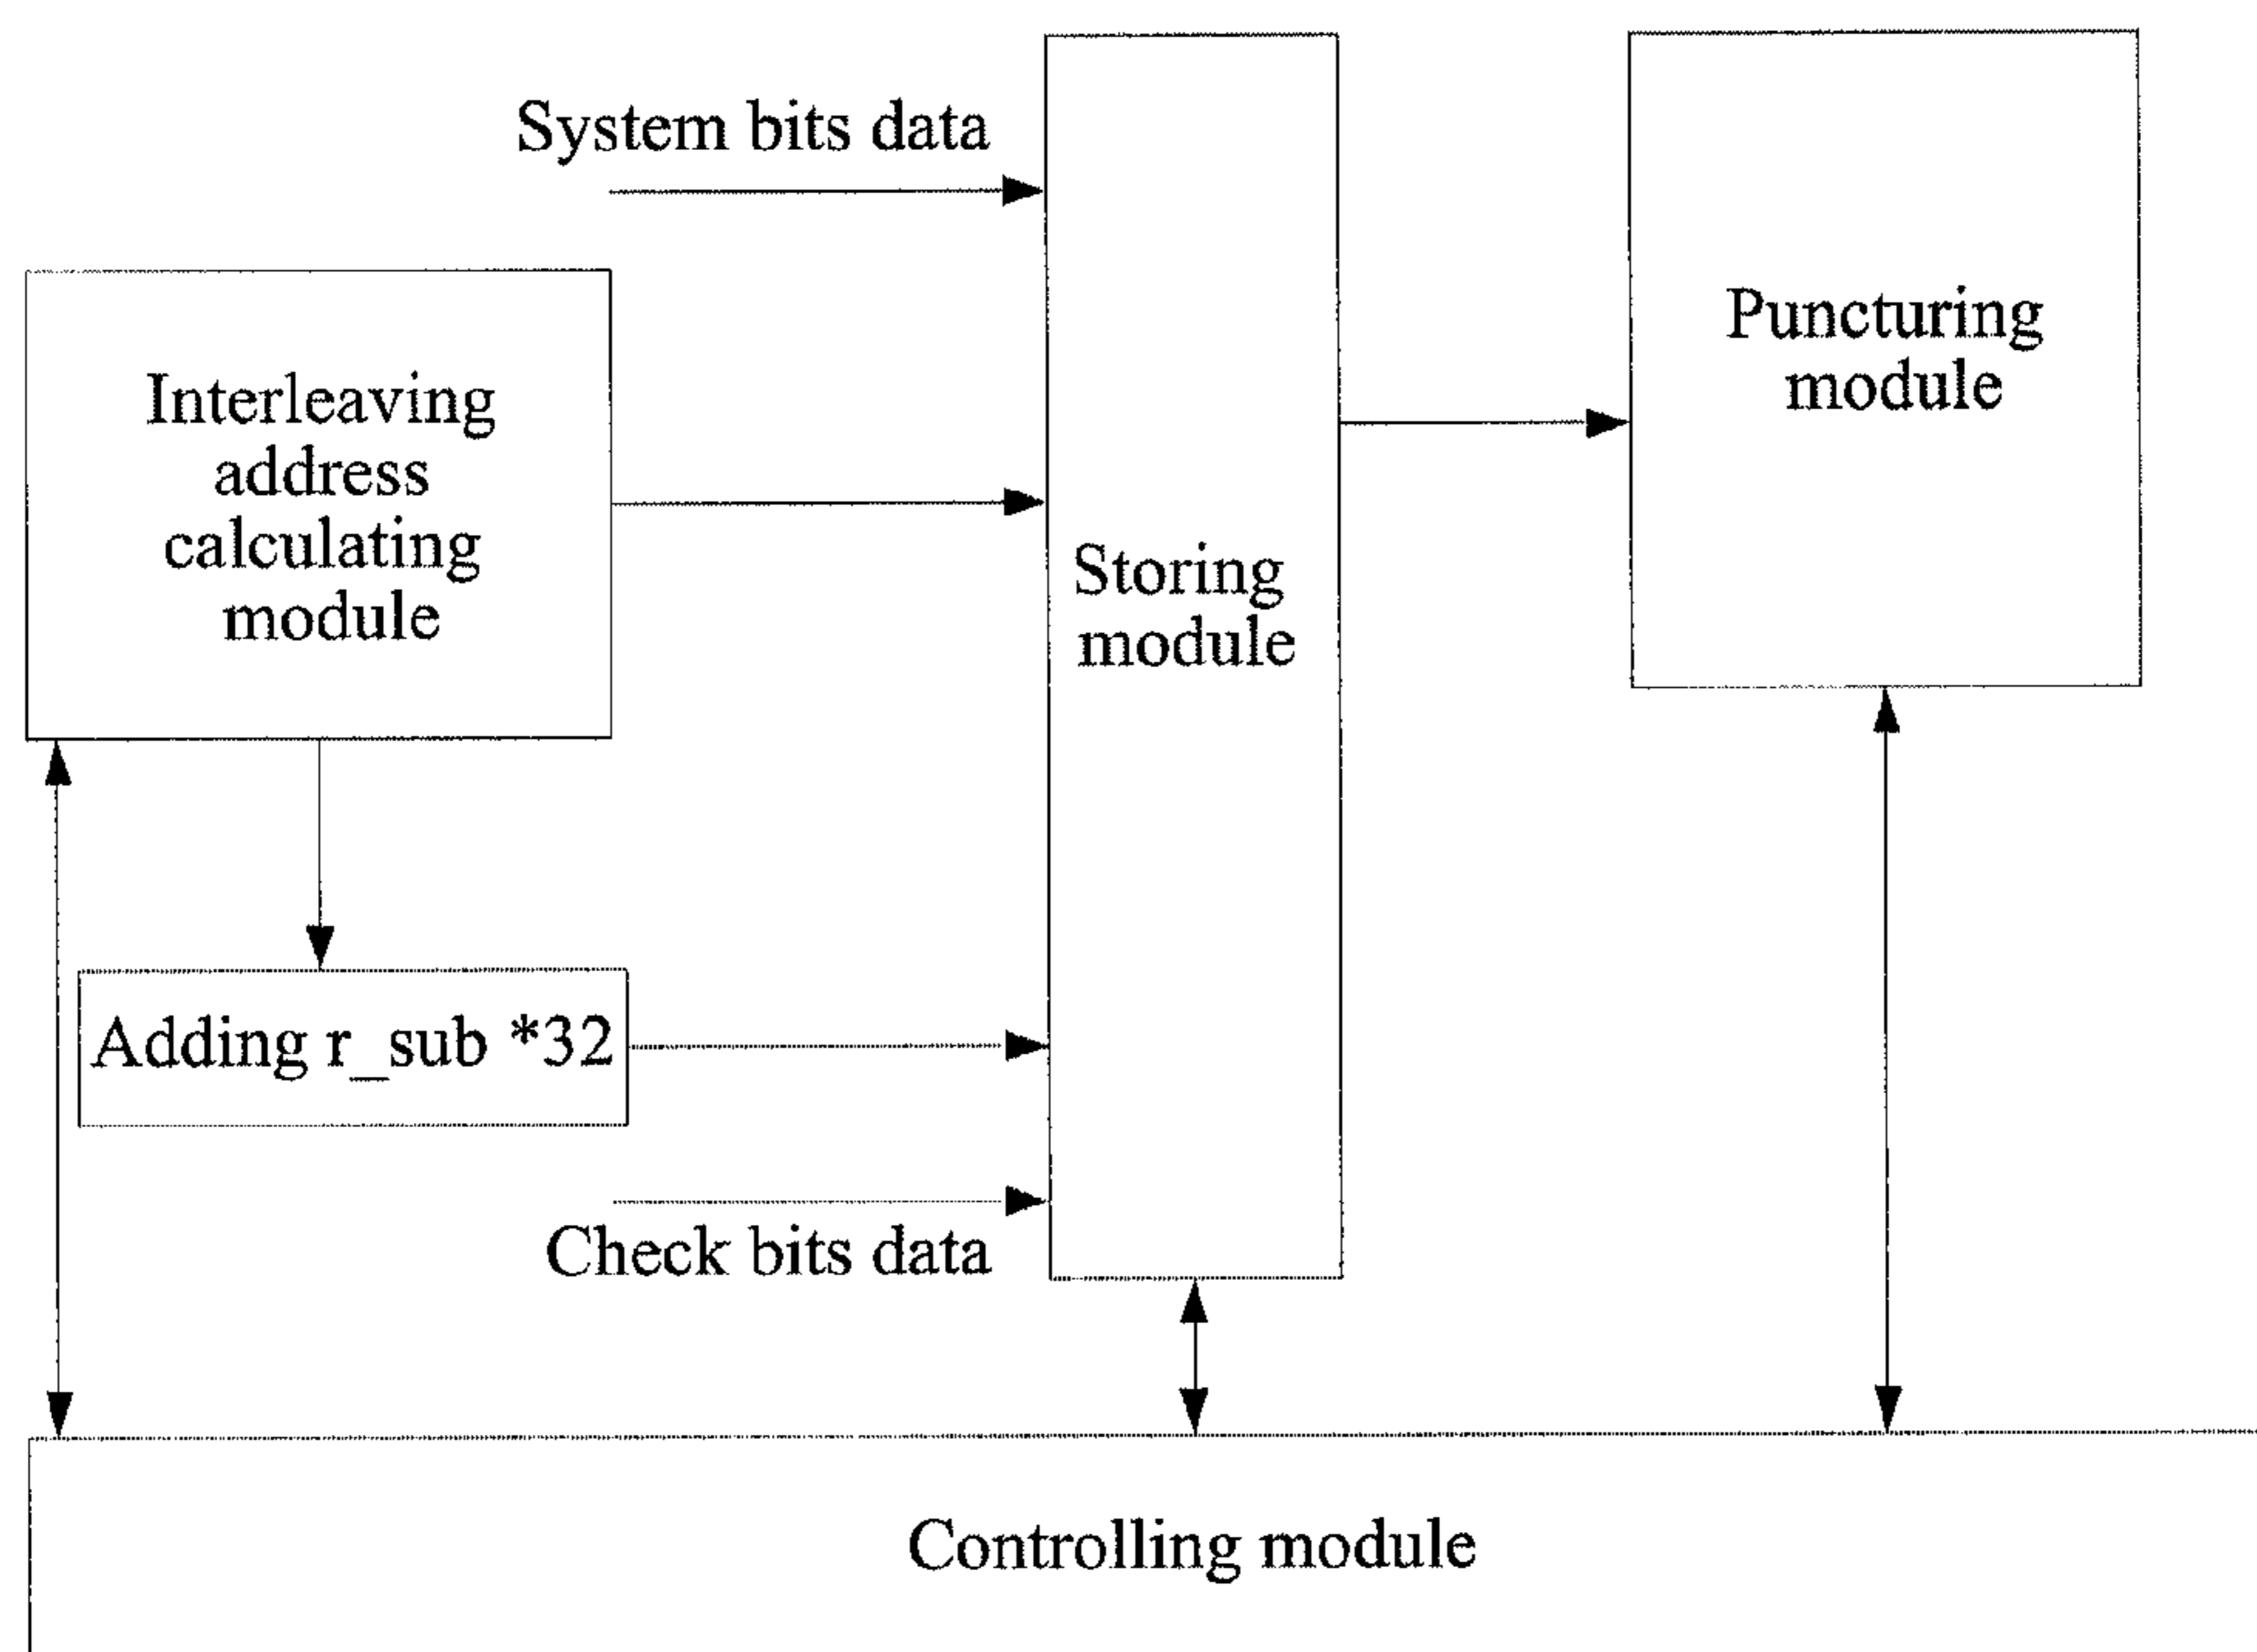 System bits data
Interleaving
address
calculating
module
Puncturing
module
Storing
module
Adding r_sub *32
Check bits data
Controlling module